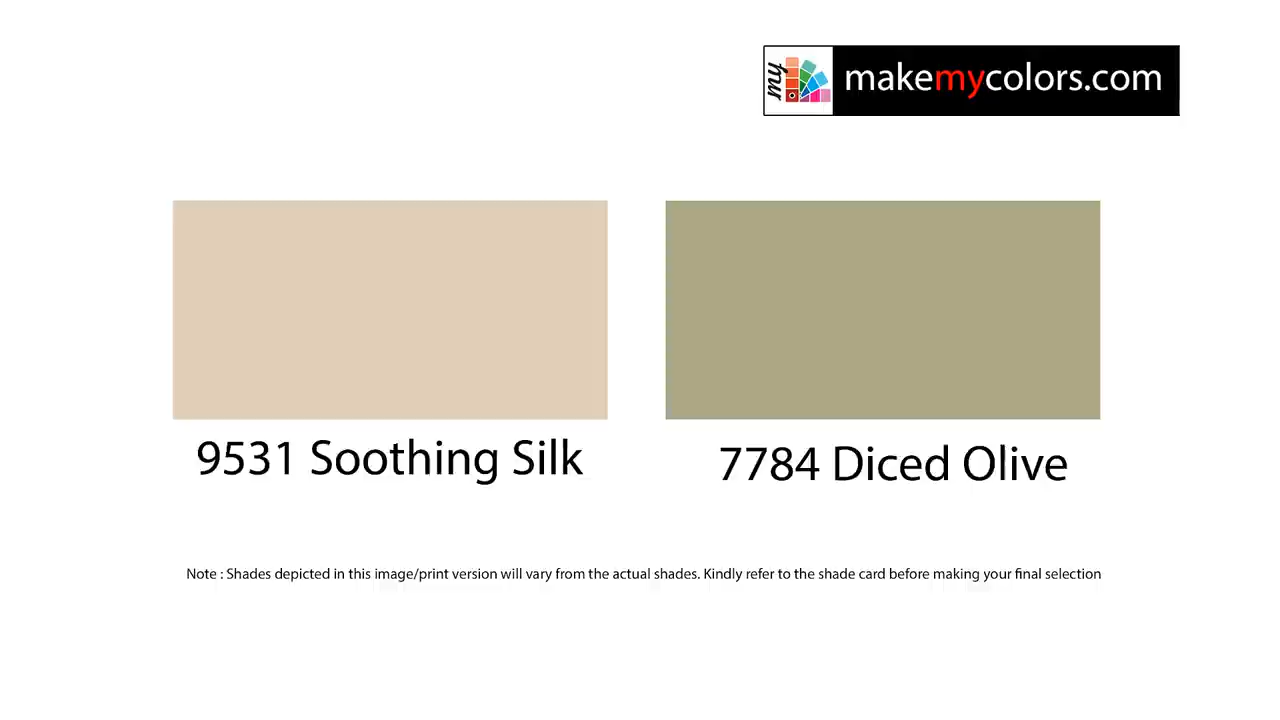 my
makemycolors.com
9531 Soothing Silk
7784 Diced Olive
Note : Shades depicted in this image/print version will vary from the actual shades. Kindly refer to the shade card before making your final selection